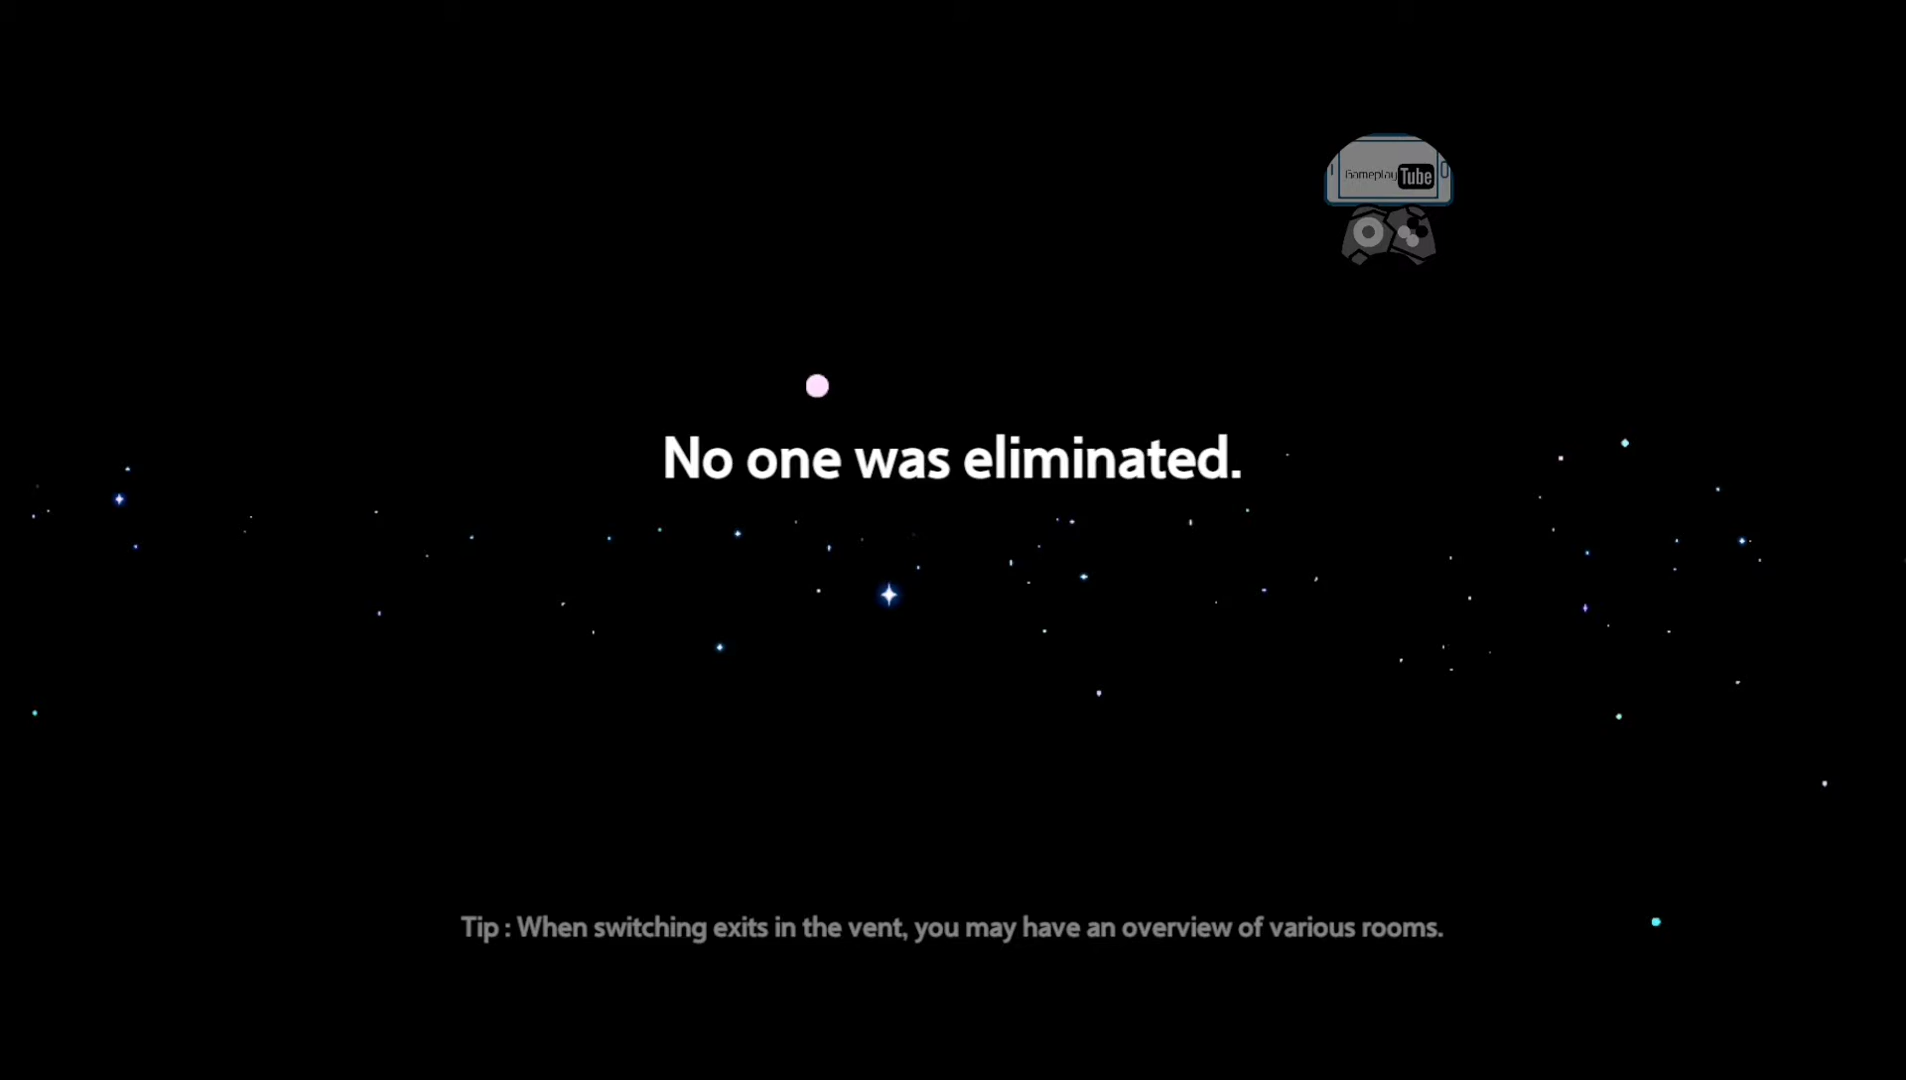 Gameplay Tube
No one was eliminated.
Tip : When switching exits in the vent, you may have an overview of various rooms.